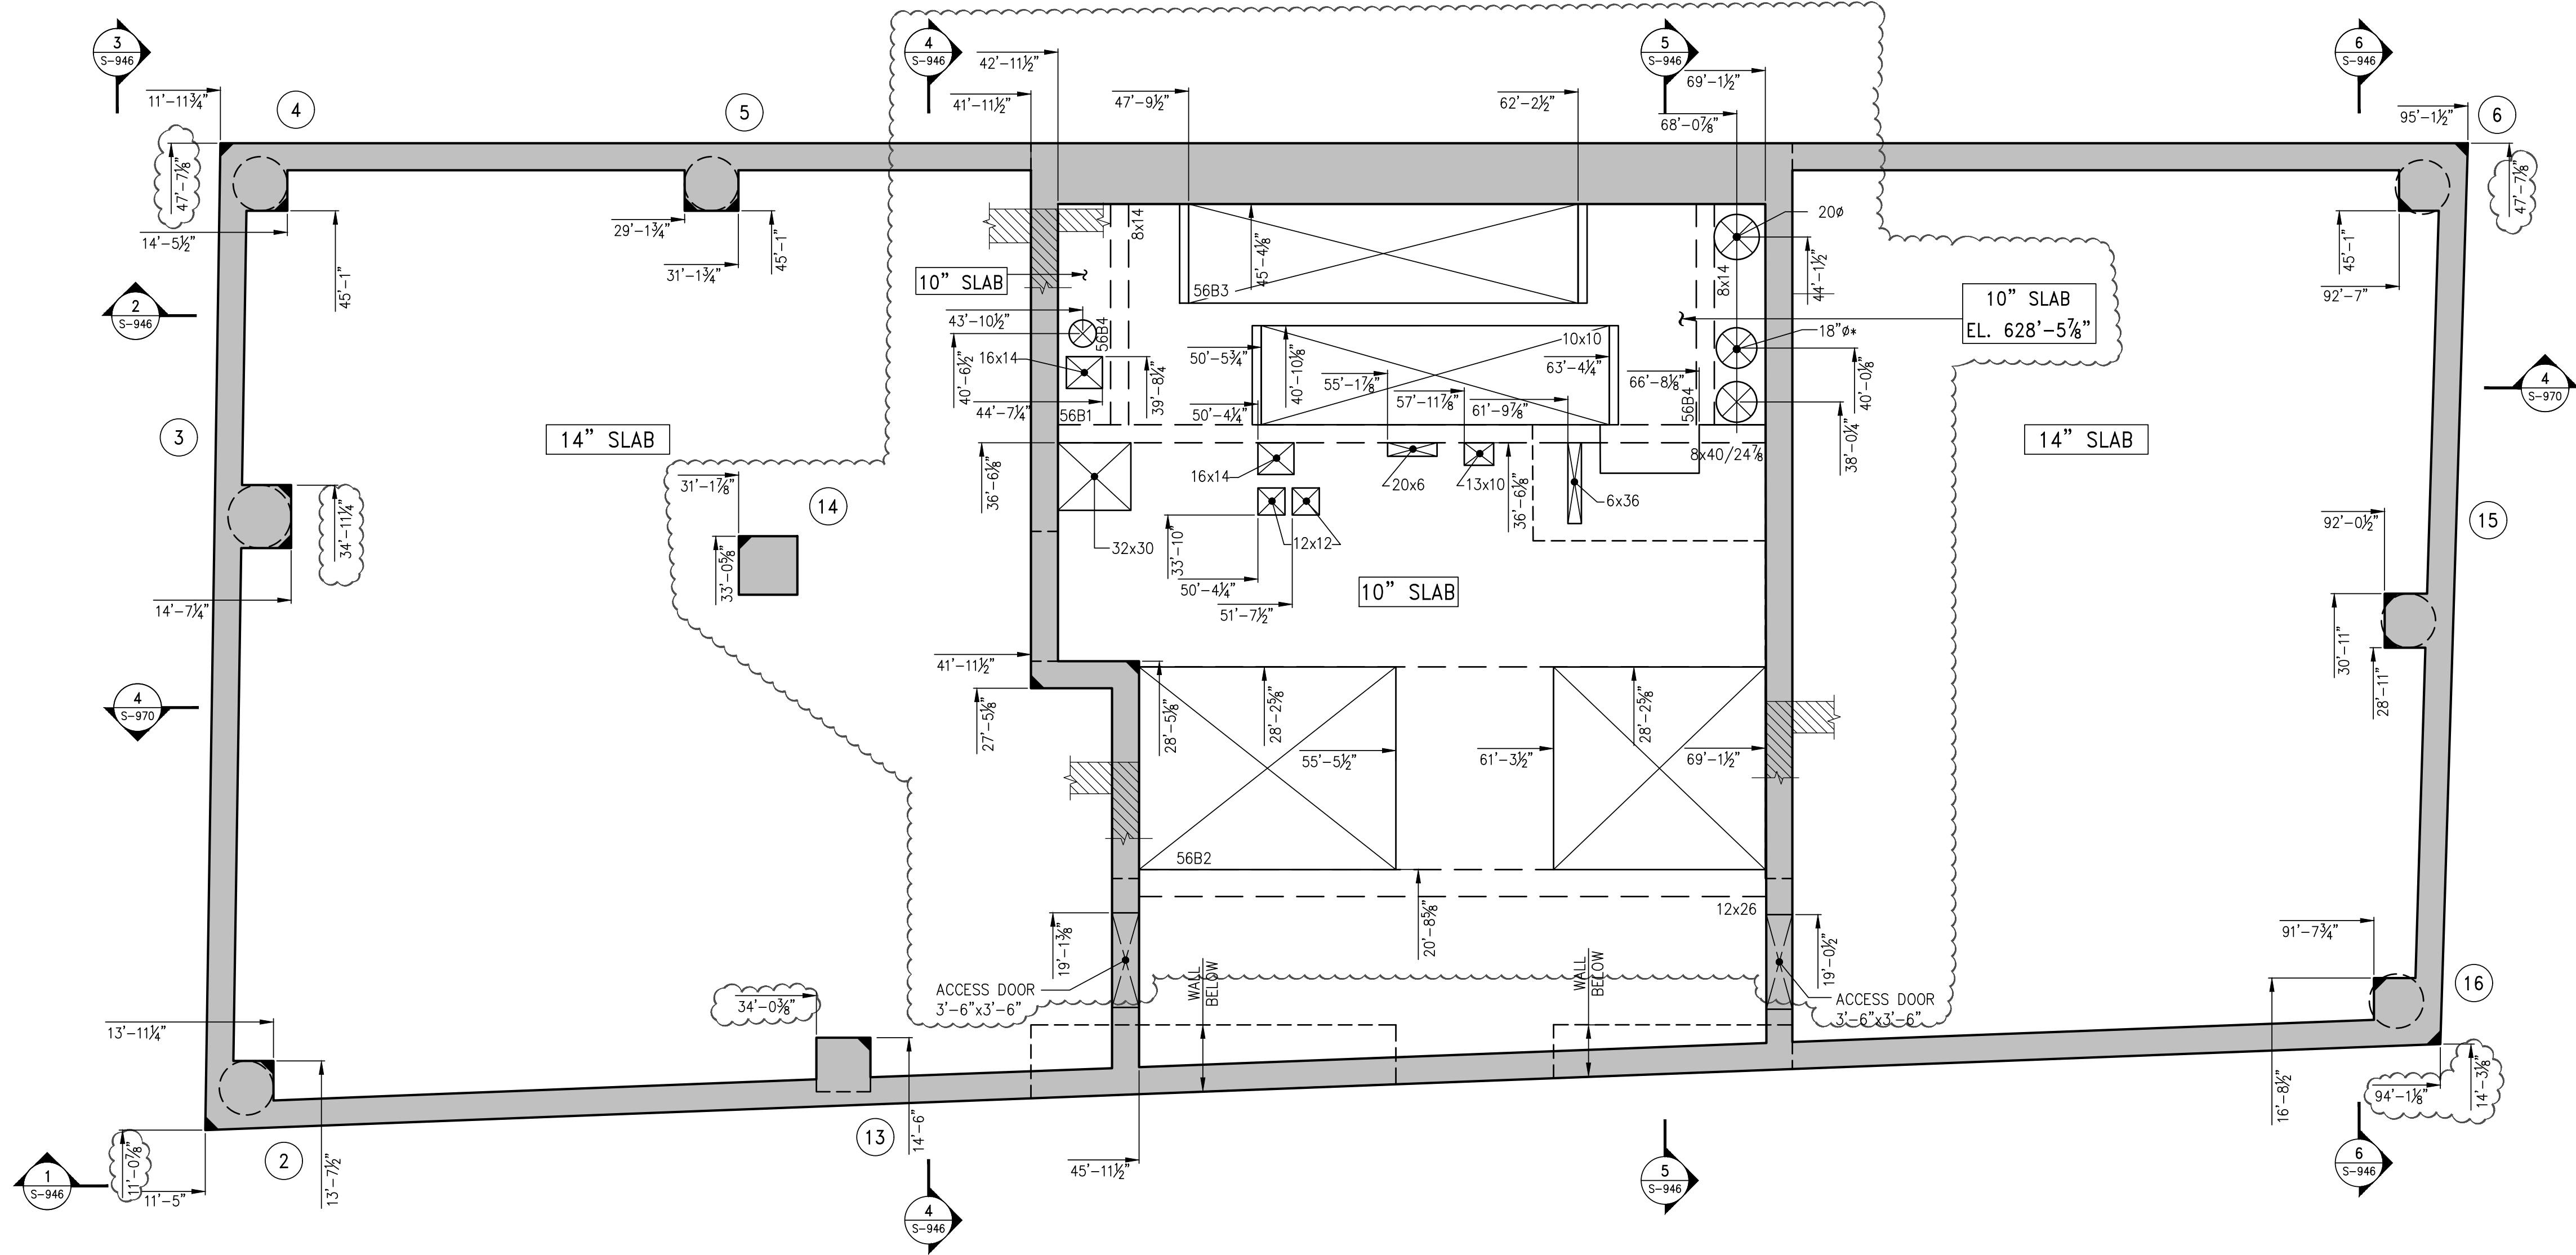 3
S-946
4
S-946
5
S-946
6
S-946
42'-11½"
69'-1½"
11'-11¾"
41'-11½"
47'-9½"
62'-2½"
68'-0⅞"
95'-1½"
4
5
6
47'-7⅛"
47'-7⅛"
14'-5½"
45'-1"
29'-1¾"
31'-1¾"
45'-1"
8x14
45'-4⅛"
56B3
8x14
20ø
44'-1½"
45'-1"
92'-7"
10" SLAB
10" SLAB
EL. 628'-5⅞"
2
S-946
43'-10½"
56B4
16x14
40'-6½"
44'-7¼"
56B1
39'-8¼"
50'-5¾"
40'-10⅛"
10x10
63'-4¼"
55'-1⅞"
57'-11⅞"
61'-9⅞"
66'-8⅛"
56B4
50'-4¼"
18"ø*
40'-0⅛"
38'-0¼"
4
S-970
3
14" SLAB
14" SLAB
36'-6⅛"
16x14
20x6
13x10
36'-6⅛"
6x36
8x40/24⅞
31'-1⅞"
14
34'-11¼"
33'-0⅝"
32x30
33'-10"
12x12
50'-4¼"
51'-7½"
10" SLAB
92'-0½"
15
14'-7¼"
30'-11"
28'-11"
41'-11½"
4
S-970
27'-5⅛"
28'-5⅛"
28'-2⅝"
55'-5½"
61'-3½"
28'-2⅝"
69'-1½"
56B2
12x26
20'-8⅝"
19'-1⅜"
19'-0½"
91'-7¾"
ACCESS DOOR
3'-6"x3'-6"
WALL
BELOW
WALL
BELOW
ACCESS DOOR
3'-6"x3'-6"
16
34'-0⅜"
13'-11¼"
14'-6"
16'-8½"
94'-1⅛"
14'-3⅛"
13
2
13'-7½"
11'-0⅞"
11'-5"
45'-11½"
1
S-946
4
S-946
5
S-946
6
S-946